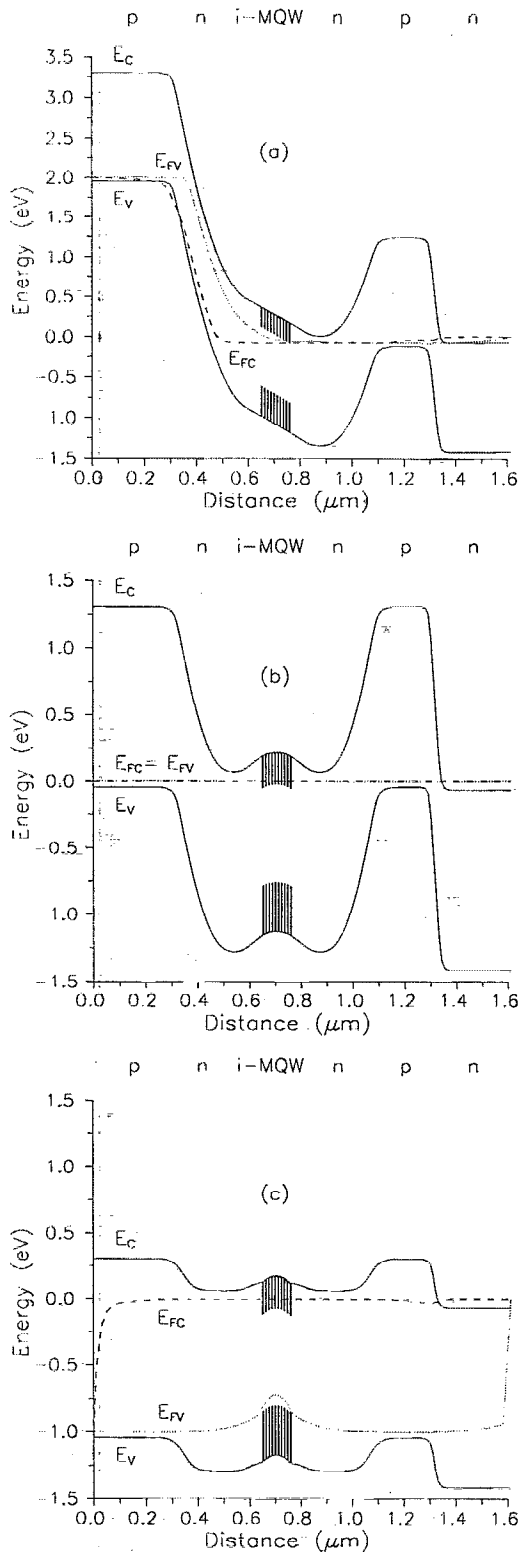 p n i-MQW n p n
3.5
3.0
2.5
2.0
1.5
1.0
0.5
0.0
-0.5
1.0
1.5
Energy (eV)
E_C
E_FV
E_V
(a)
E_FC
0.0 0.2 0.4 0.6 0.8 1.0 1.2 1.4 1.6
Distance (μm)
p n i-MQW n p n
1.5
1.0
0.5
0.0
-0.5
1.0
-1.5
Energy (eV)
E_C
(b)
E_FC = E_FV
E_V
0.0 0.2 0.4 0.6 0.8 1.0 1.2 1.4 1.6
Distance (μm)
p n i-MQW n p n
1.5
1.0
0.5
0.0
-0.5
-1.0
-1.5
Energy (eV)
(c)
E_C
E_FC
E_FV
E_V
0.0 0.2 0.4 0.6 0.8 1.0 1.2 1.4 1.6
Distance (μm)